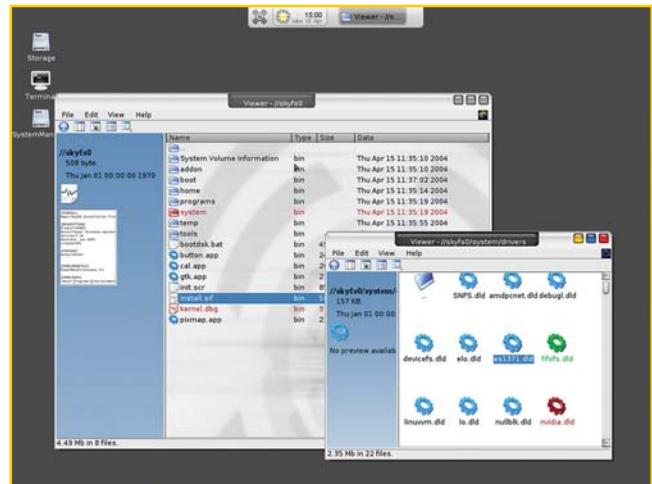 15:00
Mon 19 Apr
Viewer - //s...
Storage
Terminal
SystemMan
Viewer - //skyfs0
File Edit View Help
//skyfs0
508 byte.
Thu Jan 01 00:00:00 1970
Name Type Size Date
..
System Volume Information bin Thu Apr 15 11:35:10 2004
addon bin Thu Apr 15 11:35:10 2004
boot bin Thu Apr 15 11:37:02 2004
home bin Thu Apr 15 11:35:14 2004
programs bin Thu Apr 15 11:35:19 2004
system bin Thu Apr 15 11:35:19 2004
temp bin Thu Apr 15 11:35:55 2004
tools bin
bootdsk.bat bin
button.app bin
cal.app bin
gtk.app bin
init.scr bin
install.sif bin
kernel.dbg bin
pixmap.app bin
4.49 Mb in 8 files.
Viewer - //skyfs0/system/drivers
File Edit View Help
//skyfs0/system/
157 KB.
Thu Jan 01 00:00
No preview availab
..
SNPS.dld amdpcnet.dld debugl.dld
devicefs.dld elo.dld es1371.dld fifofs.dld
linuxvm.dld lo.dld nullblk.dld nvidia.dld
2.35 Mb in 22 files.